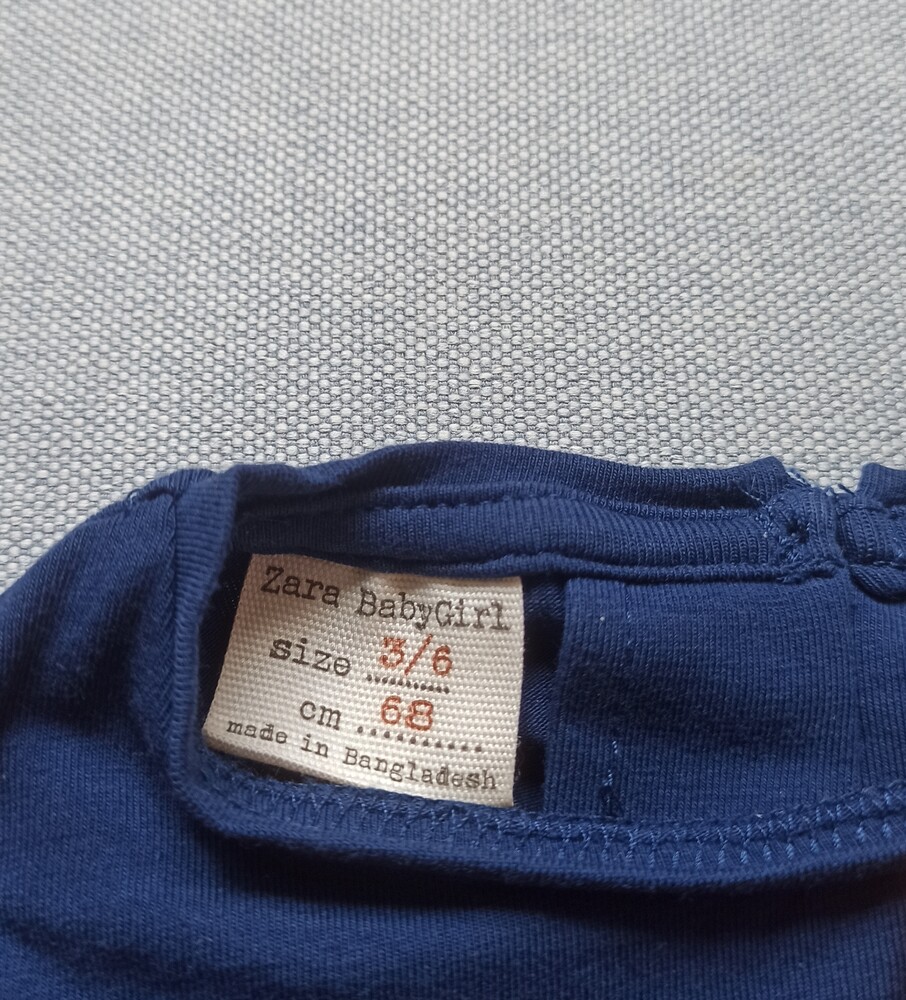 Zara BabyGirl
size 3/6
cm 68
made in Bangladesh